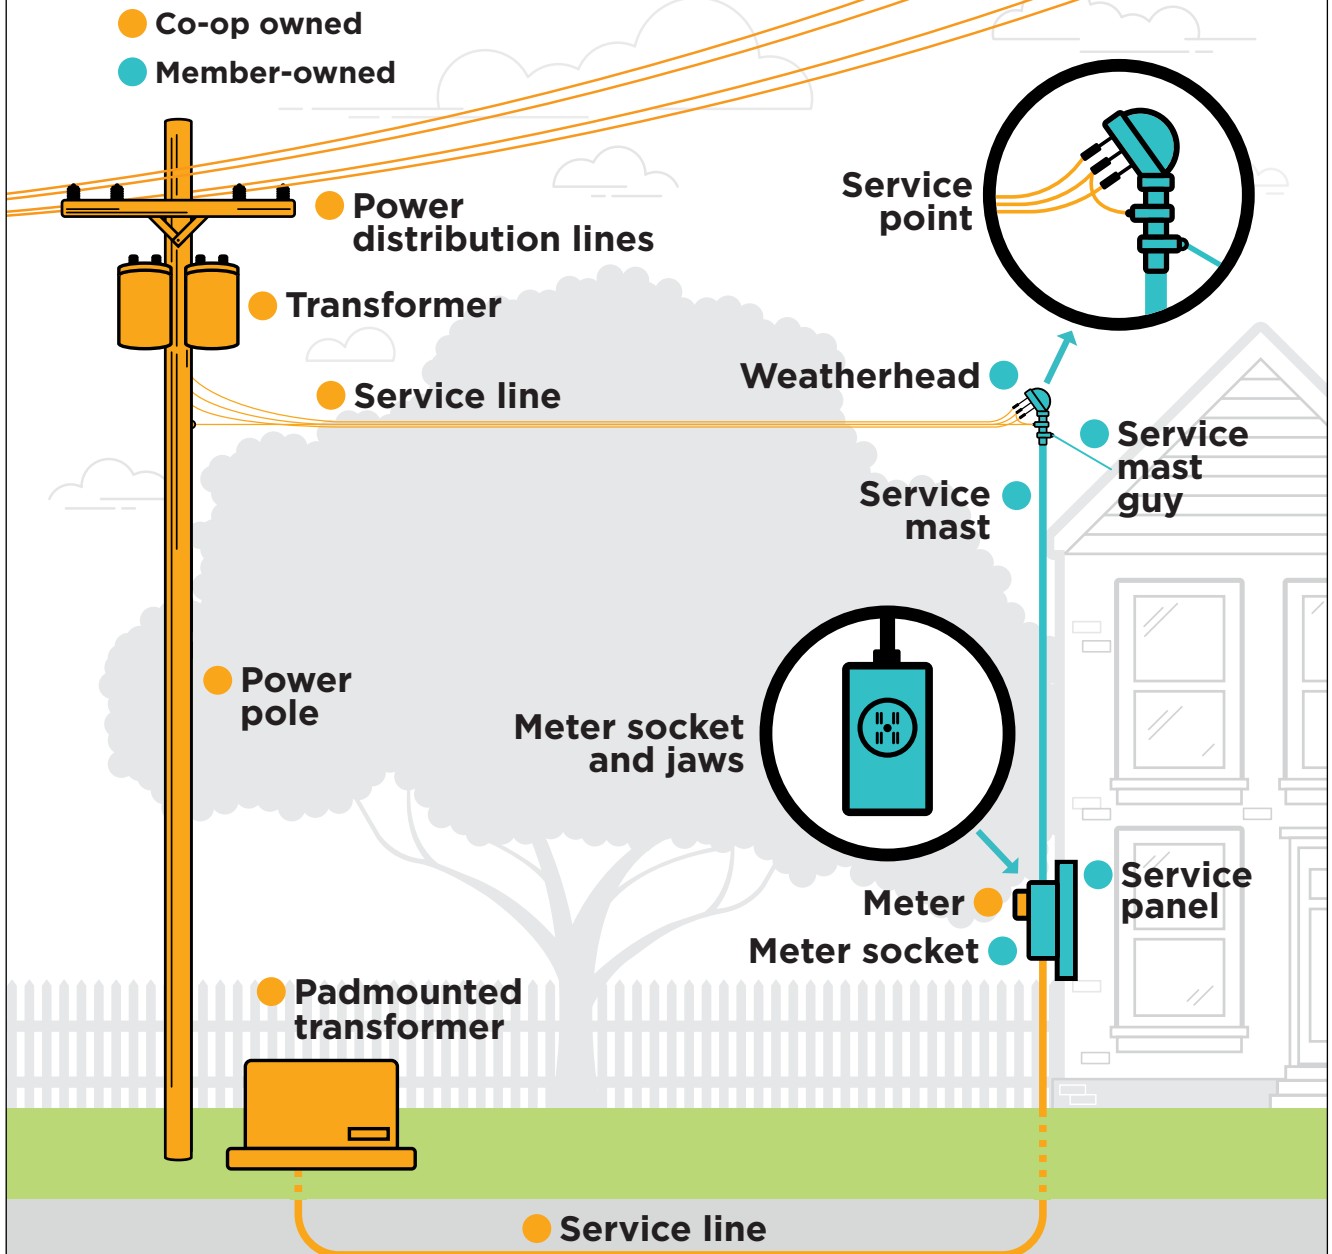 Co-op owned
Member-owned
Service
point
Power
distribution lines
Transformer
Weatherhead
Service line
Service
mast
guy
Service
mast
Power
pole
Meter socket
and jaws
Service
panel
Meter
Meter socket
Padmounted
transformer
Service line